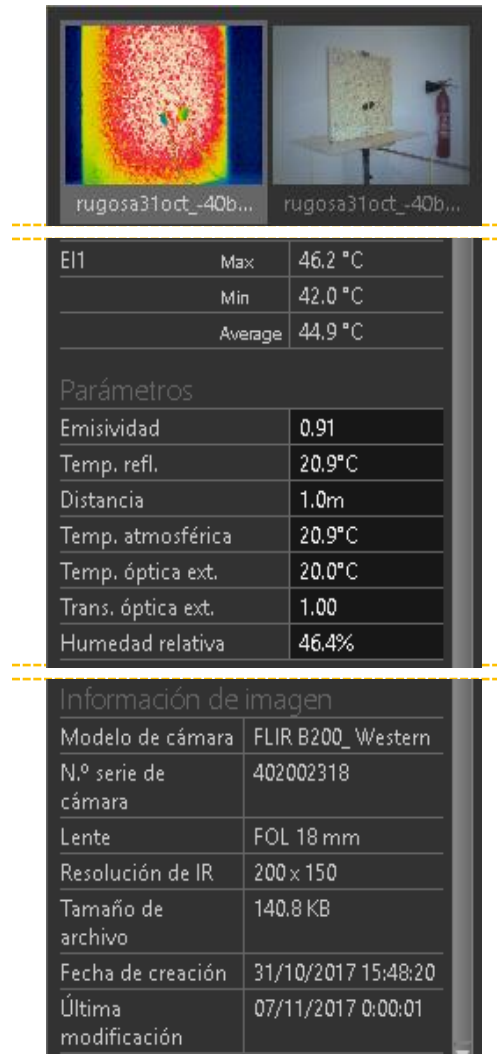 rugosa31oct_-40b... rugosa31oct_-40b...
El1 Max 46.2 °C
Min 42.0 °C
Average 44.9 °C
Parámetros
Emisividad 0.91
Temp. refl. 20.9°C
Distancia 1.0m
Temp. atmosférica 20.9°C
Temp. óptica ext. 20.0°C
Trans. óptica ext. 1.00
Humedad relativa 46.4%
Información de imagen
Modelo de cámara FLIR B200_ Western
N.º serie de 402002318
cámara
Lente FOL 18 mm
Resolución de IR 200 x 150
Tamaño de 140.8 KB
archivo
Fecha de creación 31/10/2017 15:48:20
Última 07/11/2017 0:00:01
modificación